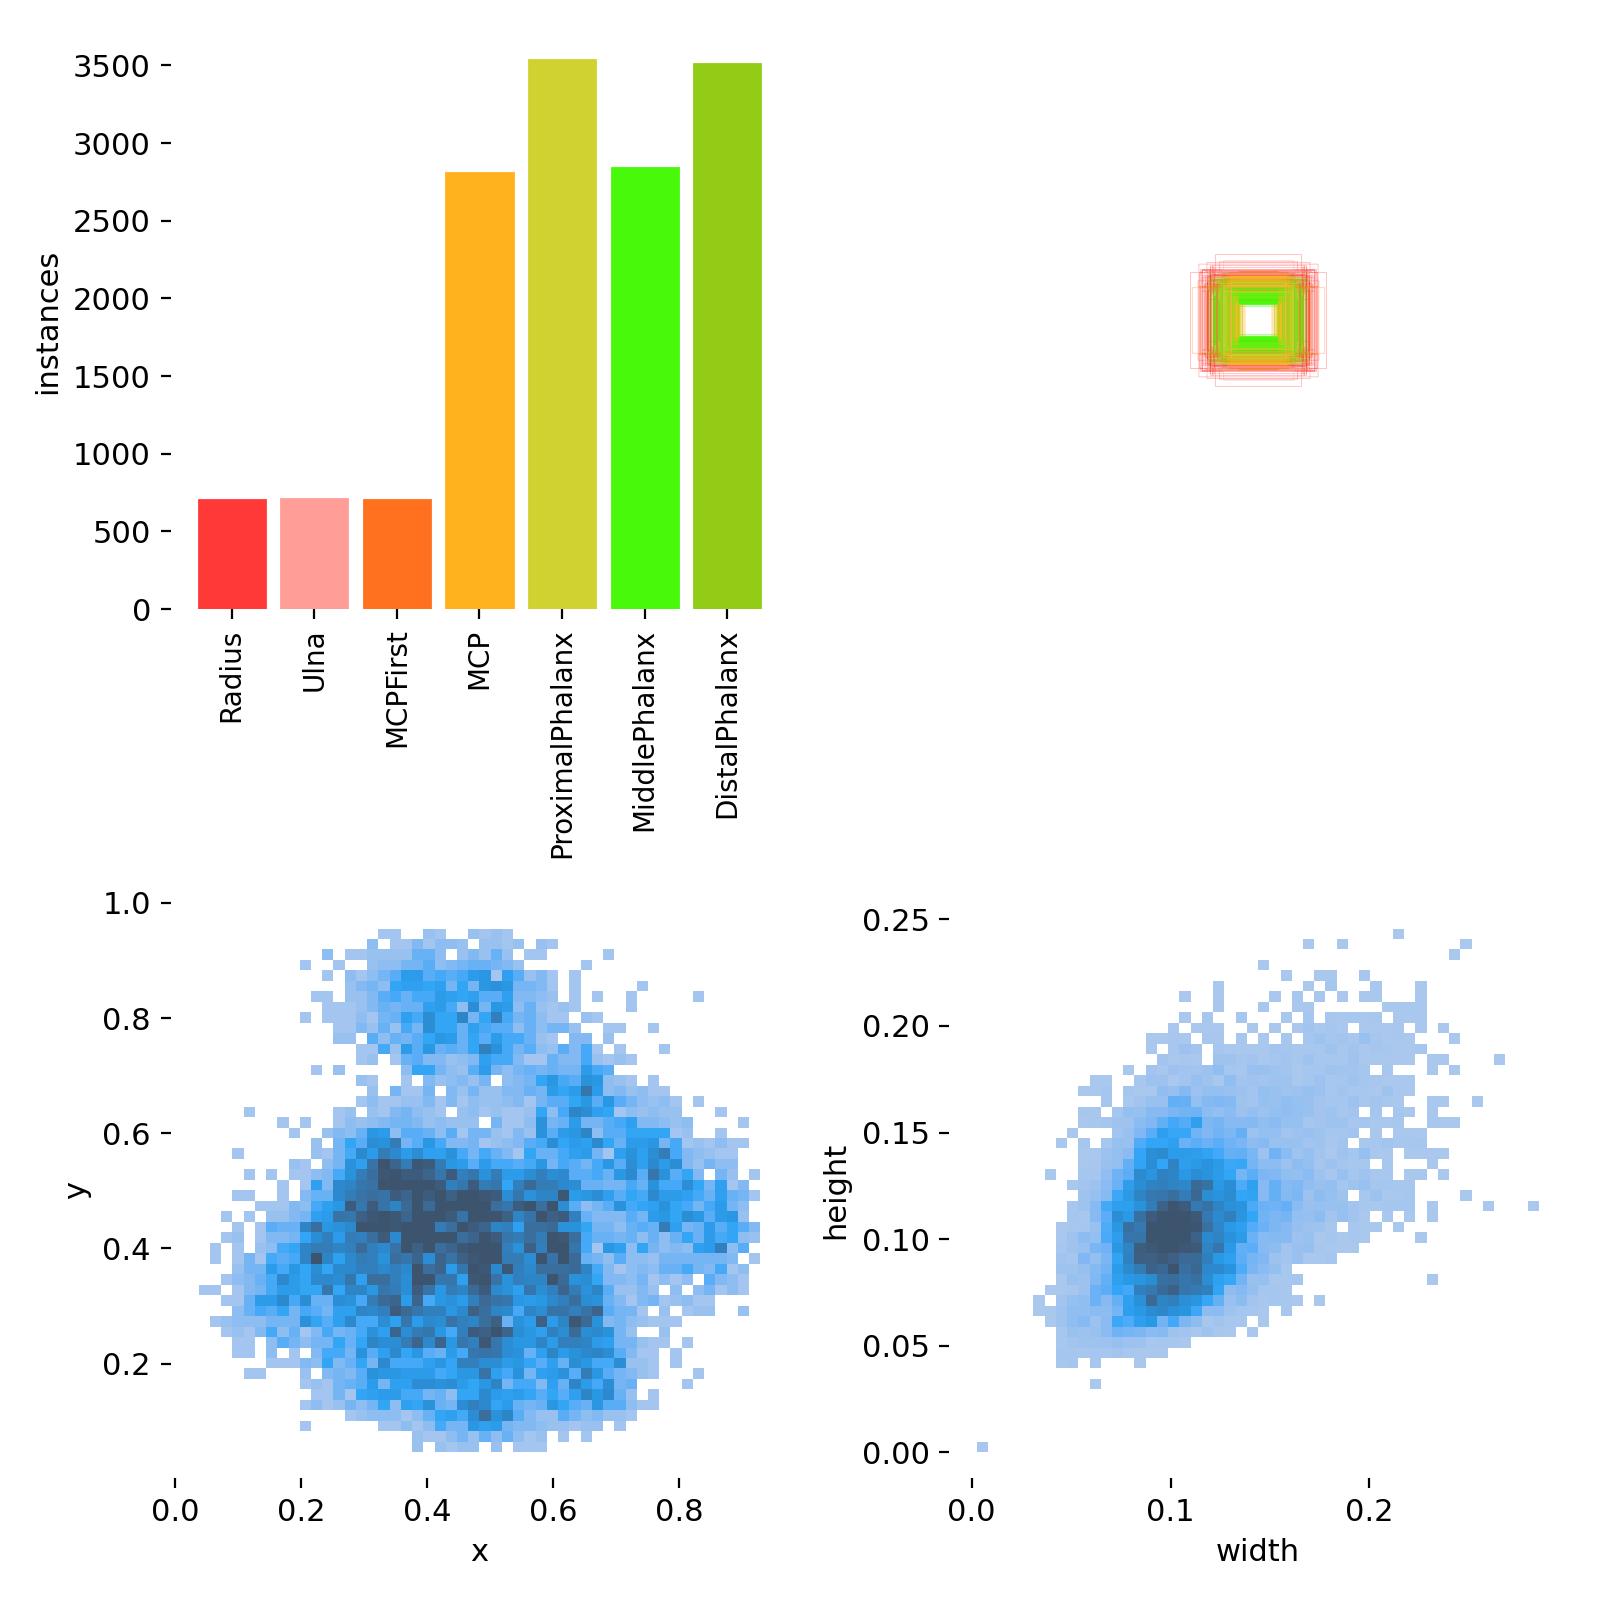 3500
3000
2500
2000
1500
1000
500
0
instances
Radius
Ulna
MCPFirst
MCP
ProximalPhalanx
MiddlePhalanx
DistalPhalanx
1.0
0.8
0.6
0.4
0.2
y
0.0 0.2 0.4 0.6 0.8
x
0.25
0.20
0.15
0.10
0.05
0.00
height
0.0 0.1 0.2
width